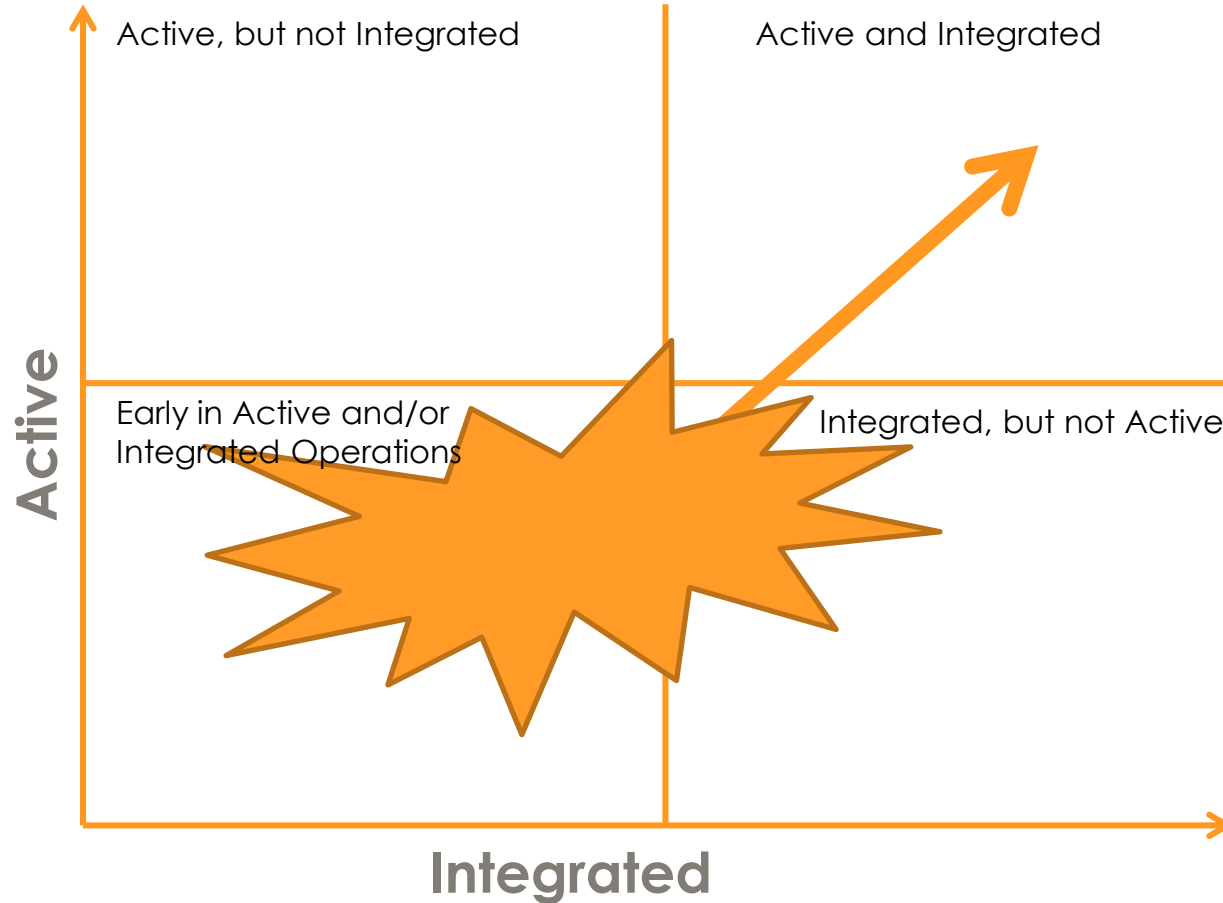 Active, but not Integrated
Active and Integrated
Active
Early in Active and/or
Integrated Operations
Integrated, but not Active
Integrated